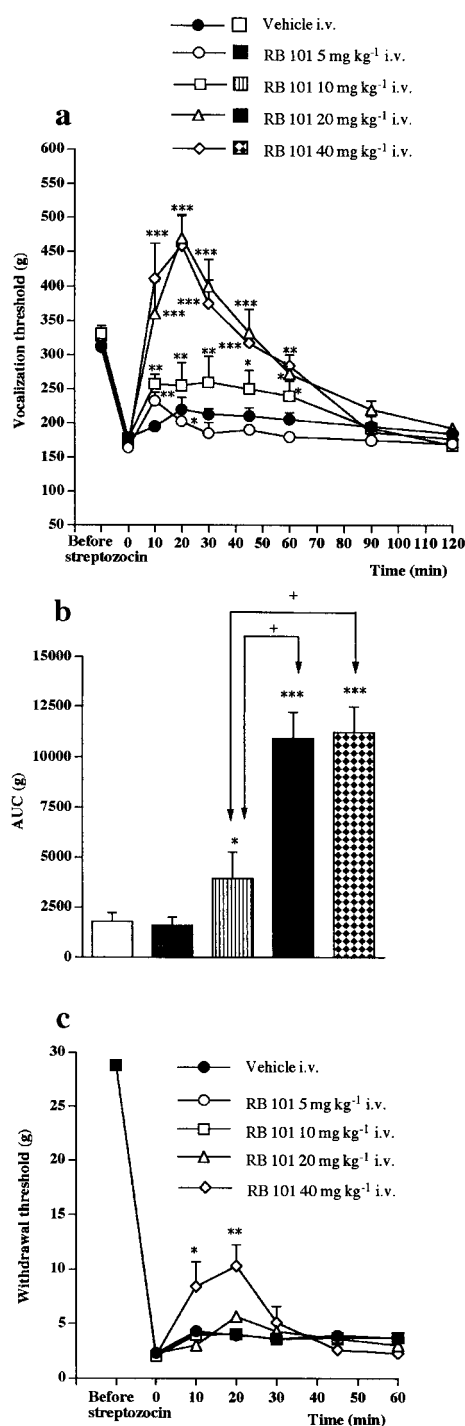 Vehicle i.v.
RB 101 5 mg kg-1 i.v.
RB 101 10 mg kg-1 i.v.
RB 101 20 mg kg-1 i.v.
RB 101 40 mg kg-1 i.v.
a
600
550
500
450
400
350
300
250
200
150
100
50
Vocalization threshold (g)
***
***
***
***
***
***
***
**
**
**
***
*
**
*
*
**
*
Before
streptozocin
0 10 20 30 40 50 60 70 80 90 100 110 120
Time (min)
b
+
+
15000
12500
10000
7500
5000
2500
0
AUC (g)
*
***
***
c
30
25
20
15
10
5
0
Withdrawal threshold (g)
Vehicle i.v.
RB 101 5 mg kg-1 i.v.
RB 101 10 mg kg-1 i.v.
RB 101 20 mg kg-1 i.v.
RB 101 40 mg kg-1 i.v.
*
**
Before
streptozocin
0 10 20 30 40 50 60
Time (min)